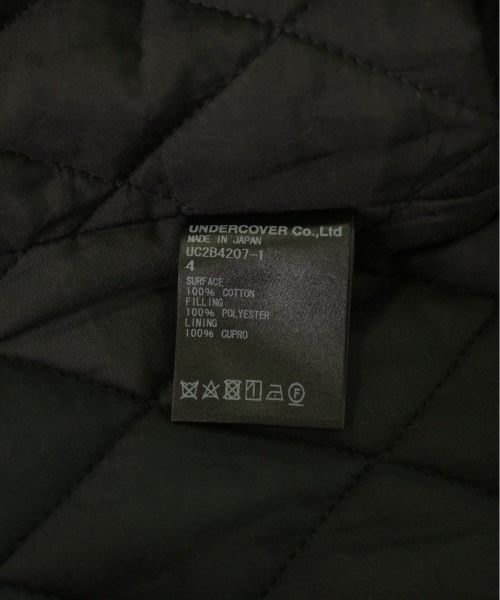 UNDERCOVER Co.,Ltd
MADE IN JAPAN
UC2B4207-1
4
SURFACE
100% COTTON
FILLING
100% POLYESTER
LINING
100% CUPRO